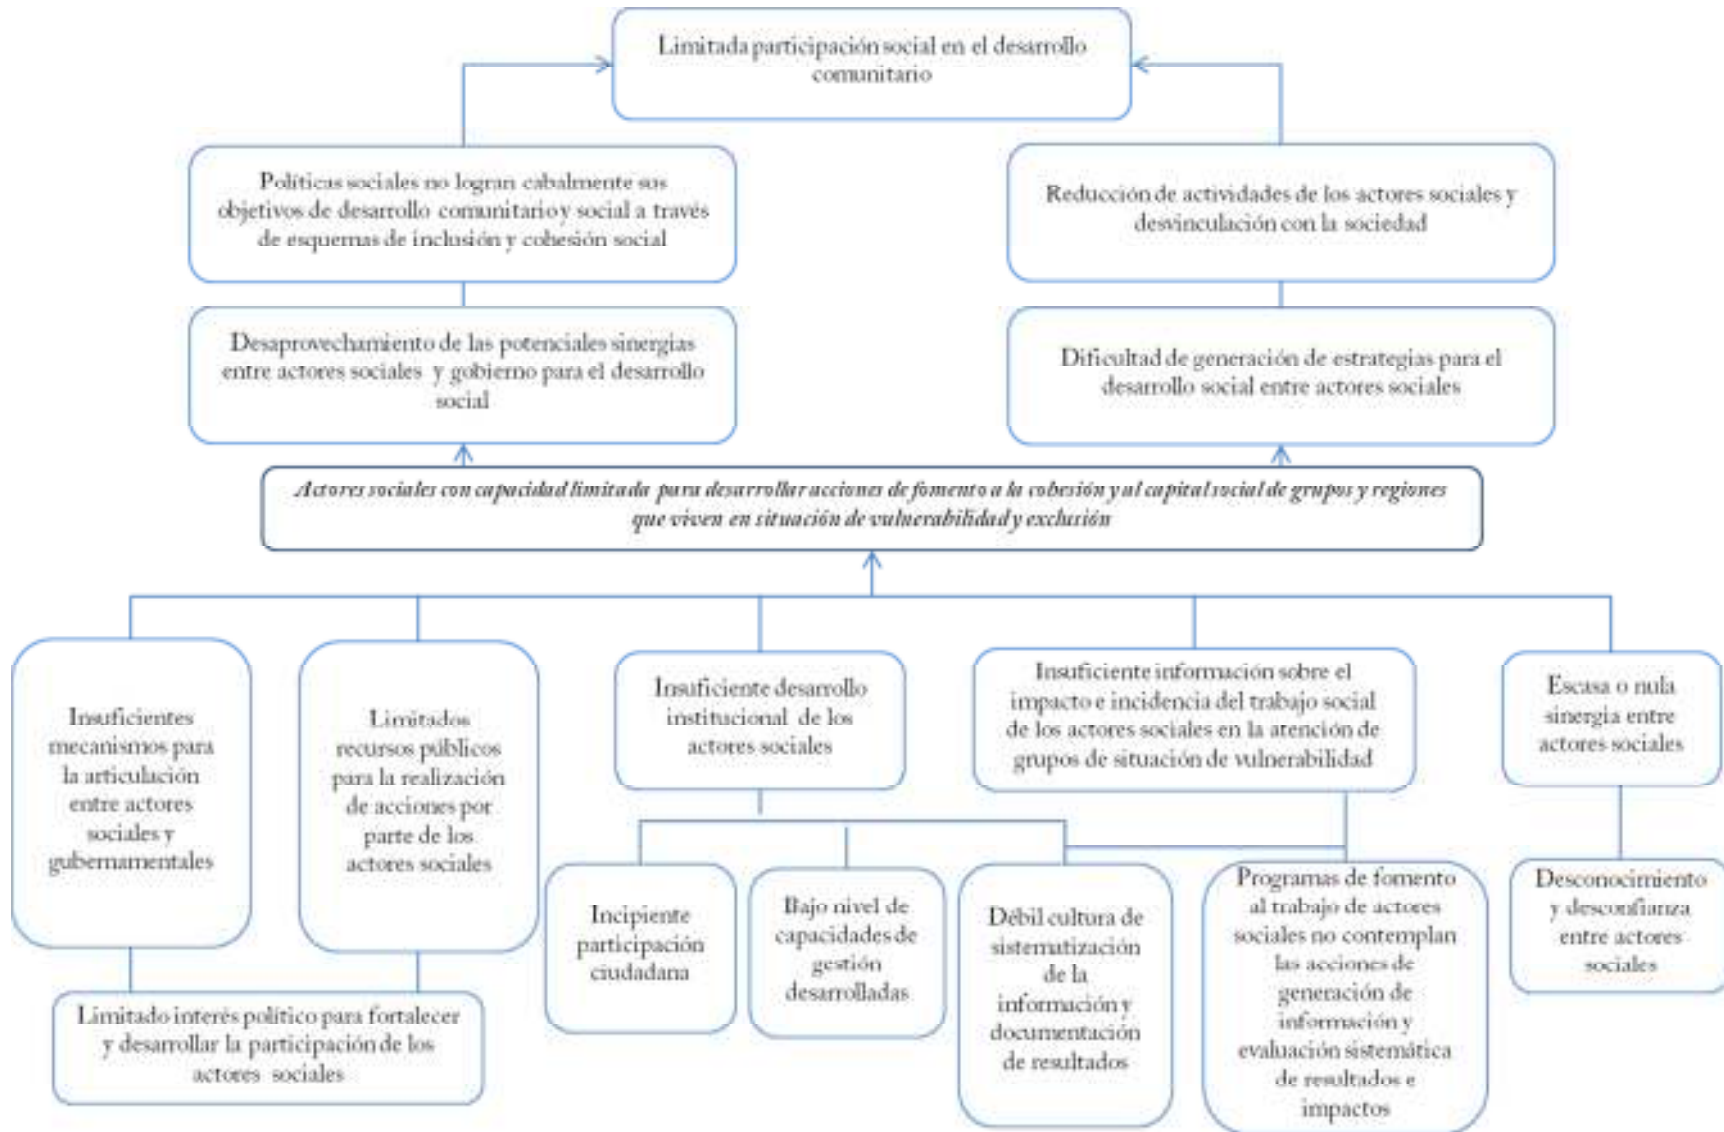 Limitada participación social en el desarrollo
comunitario
Políticas sociales no logran cabalmente sus
objetivos de desarrollo comunitario y social a través
de esquemas de inclusión y cohesión social
Reducción de actividades de los actores sociales y
desvinculación con la sociedad
Desaprovechamiento de las potenciales sinergias
entre actores sociales y gobierno para el desarrollo
social
Dificultad de generación de estrategias para el
desarrollo social entre actores sociales
Actores sociales con capacidad limitada para desarrollar acciones de fomento a la cohesión y al capital social de grupos y regiones
que viven en situación de vulnerabilidad y exclusión
Insuficientes
mecanismos para
la articulación
entre actores
sociales y
gubernamentales
Limitados
recursos públicos
para la realización
de acciones por
parte de los
actores sociales
Insuficiente desarrollo
institucional de los
actores sociales
Insuficiente información sobre el
impacto e incidencia del trabajo social
de los actores sociales en la atención de
grupos de situación de vulnerabilidad
Escasa o nula
sinergia entre
actores sociales
Limitado interés político para fortalecer
y desarrollar la participación de los
actores sociales
Incipiente
participación
ciudadana
Bajo nivel de
capacidades de
gestión
desarrolladas
Débil cultura de
sistematización
de la
información y
documentación
de resultados
Programas de fomento
al trabajo de actores
sociales no contemplan
las acciones de
generación de
información y
evaluación sistemática
de resultados e
impactos
Desconocimiento
y desconfianza
entre actores
sociales